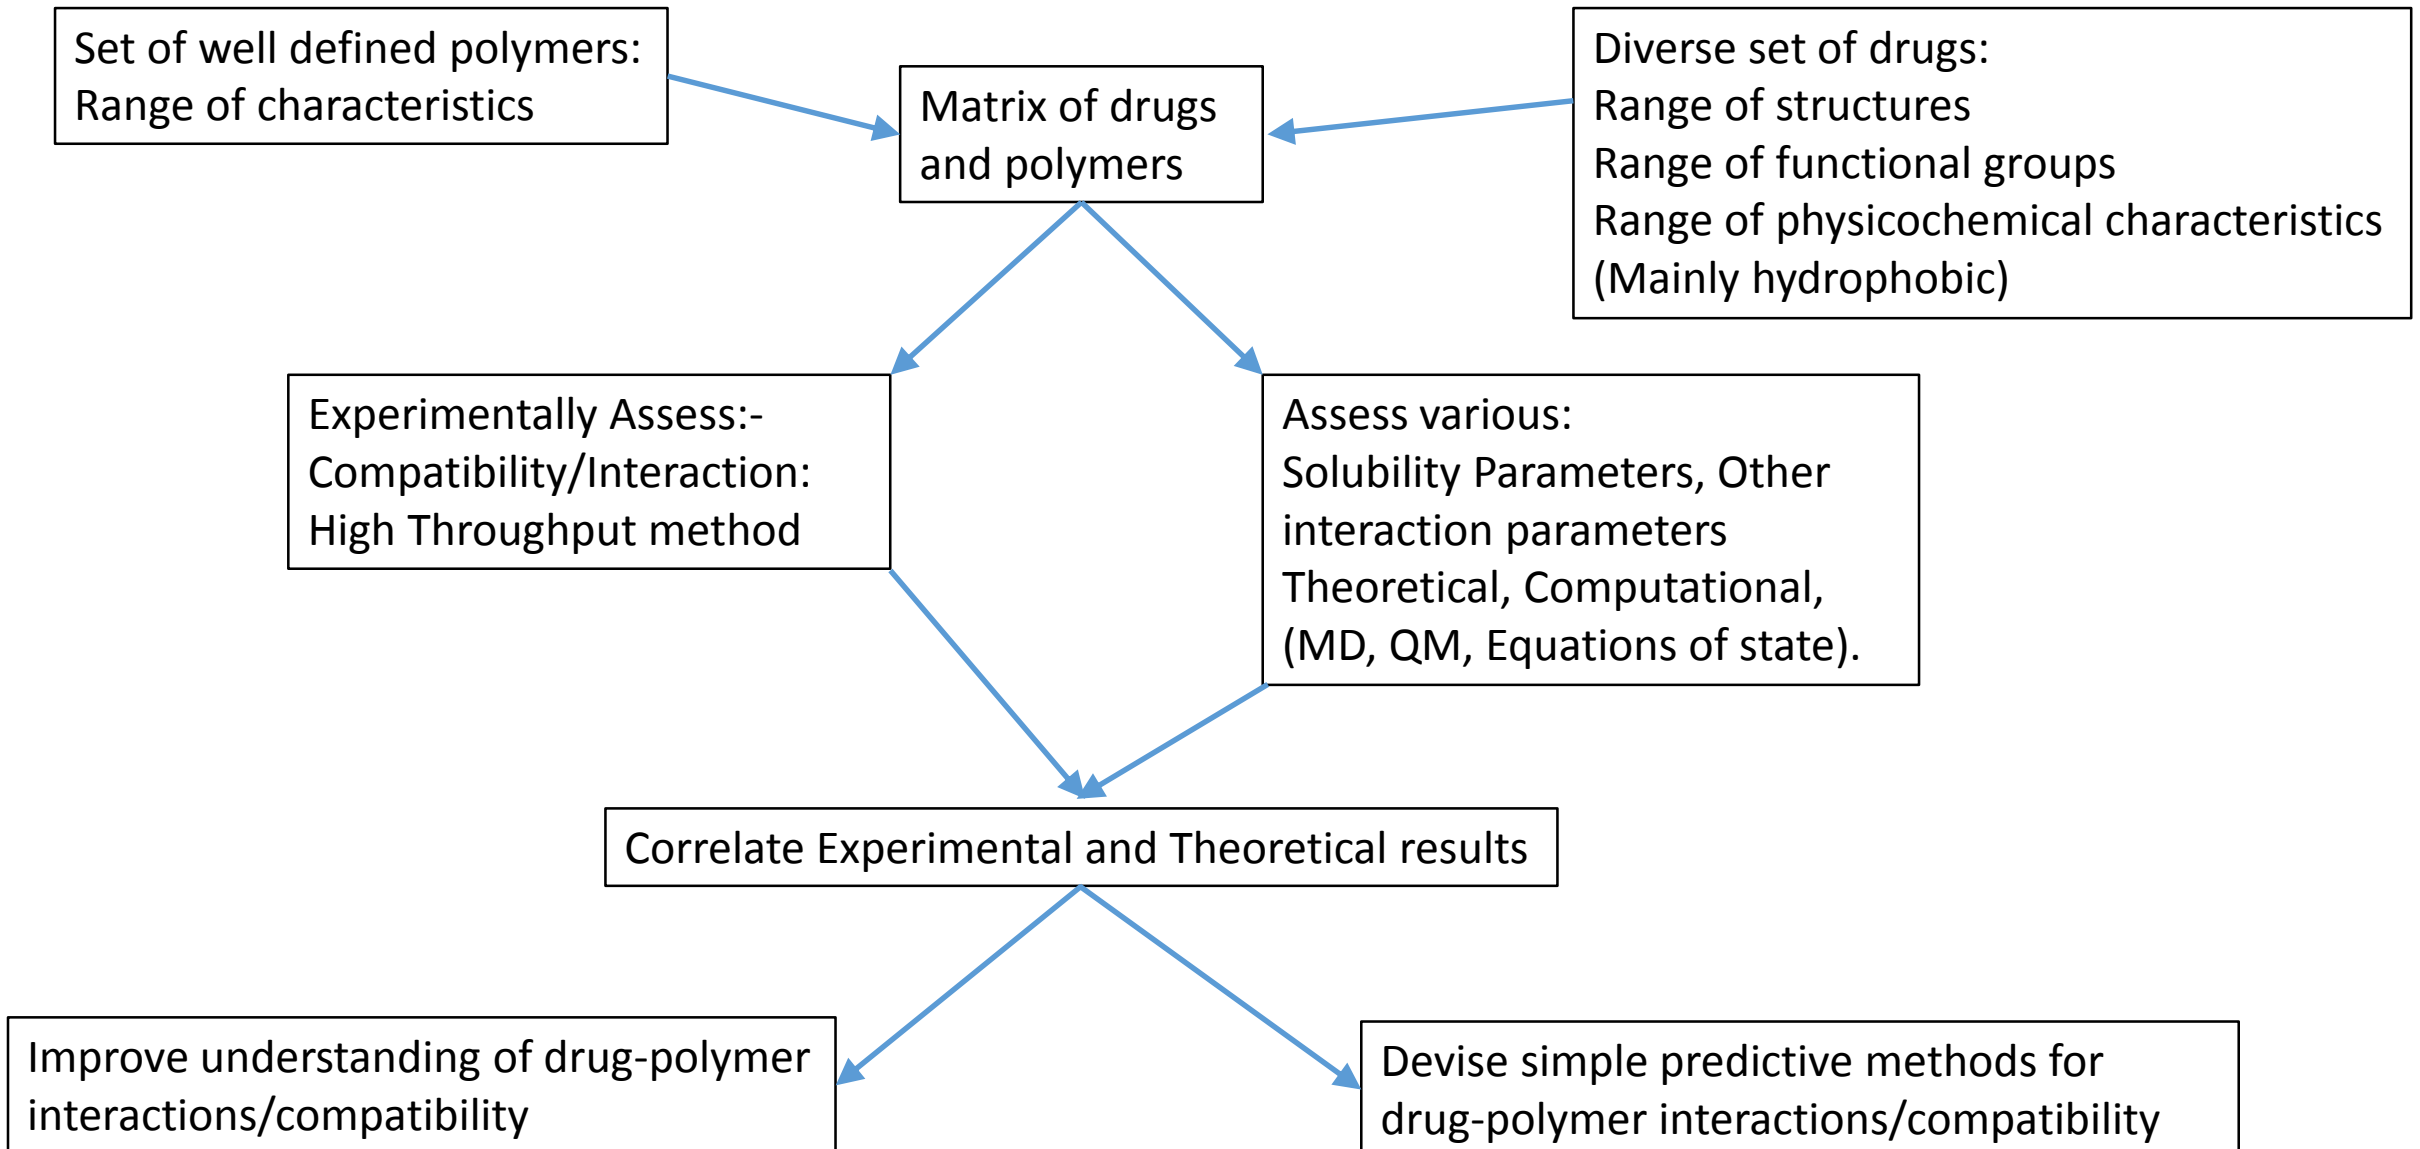 Set of well defined polymers:
Range of characteristics
Matrix of drugs
and polymers
Diverse set of drugs:
Range of structures
Range of functional groups
Range of physicochemical characteristics
(Mainly hydrophobic)
Experimentally Assess:-
Compatibility/Interaction:
High Throughput method
Assess various:
Solubility Parameters, Other
interaction parameters
Theoretical, Computational,
(MD, QM, Equations of state).
Correlate Experimental and Theoretical results
Improve understanding of drug-polymer
interactions/compatibility
Devise simple predictive methods for
drug-polymer interactions/compatibility